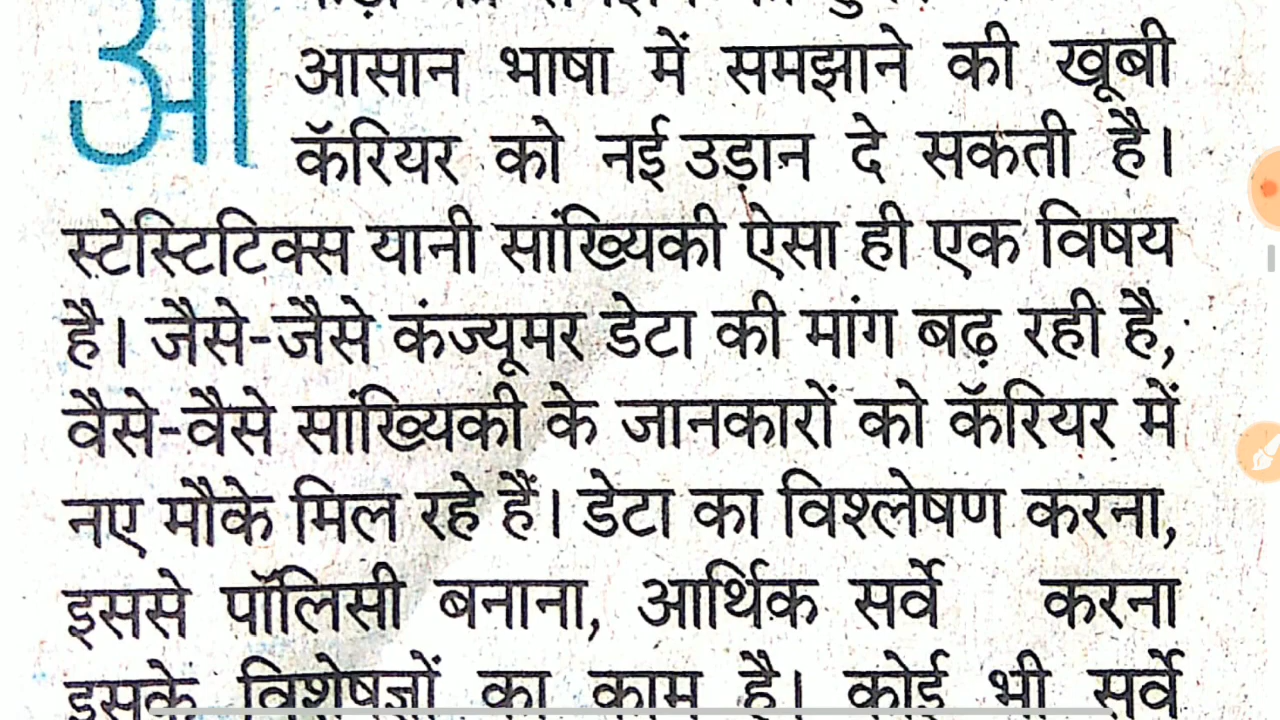 आ
आसान भाषा में समझाने की खूबी
कॅरियर को नई उड़ान दे सकती है।
स्टेस्टिटिक्स यानी सांख्यिकी ऐसा ही एक विषय
है। जैसे-जैसे कंज्यूमर डेटा की मांग बढ़ रही है,
वैसे-वैसे सांख्यिकी के जानकारों को कॅरियर में
नए मौके मिल रहे हैं। डेटा का विश्लेषण करना,
इससे पॉलिसी बनाना, आर्थिक सर्वे करना
इसके विशेषज्ञों का काम है। कोई भी सर्वे